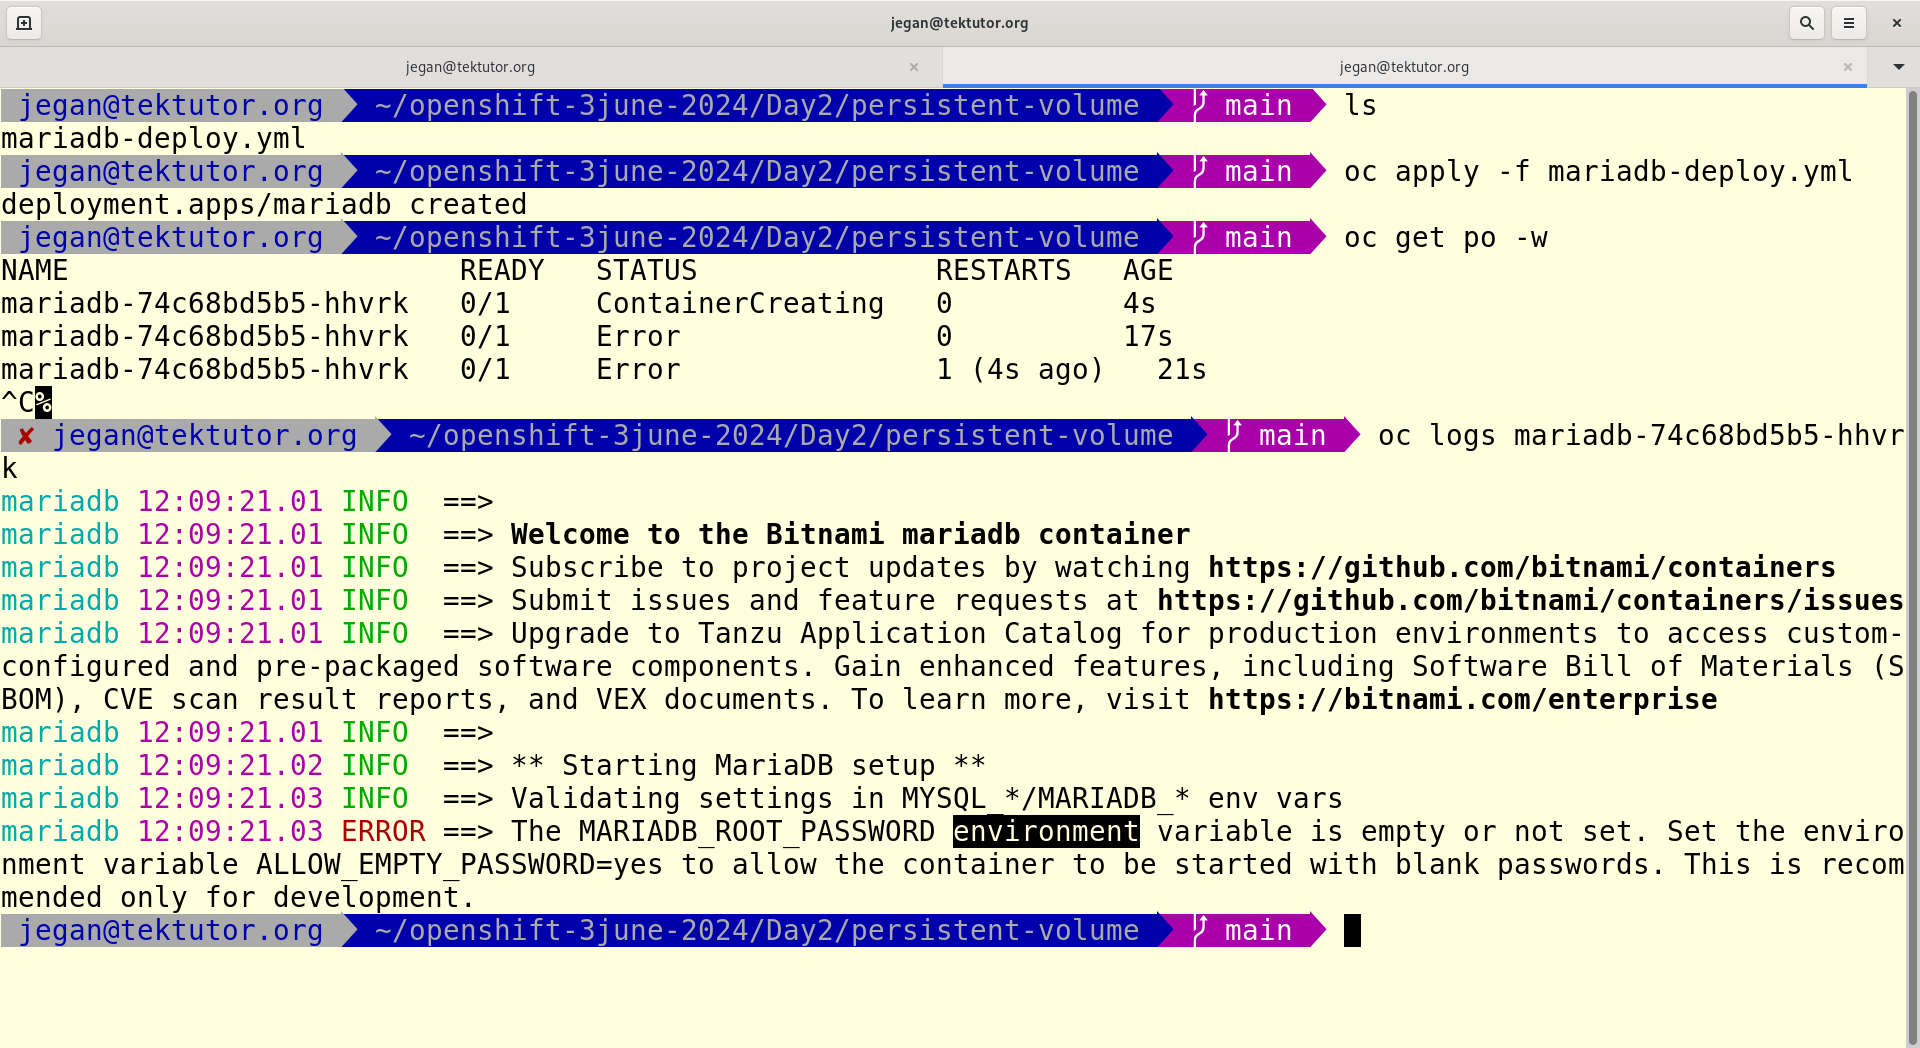 jegan@tektutor.org
jegan@tektutor.org × jegan@tektutor.org ×
jegan@tektutor.org ~/openshift-3june-2024/Day2/persistent-volume main ls
mariadb-deploy.yml
jegan@tektutor.org ~/openshift-3june-2024/Day2/persistent-volume main oc apply -f mariadb-deploy.yml
deployment.apps/mariadb created
jegan@tektutor.org ~/openshift-3june-2024/Day2/persistent-volume main oc get po -w
NAME READY STATUS RESTARTS AGE
mariadb-74c68bd5b5-hhvrk 0/1 ContainerCreating 0 4s
mariadb-74c68bd5b5-hhvrk 0/1 Error 0 17s
mariadb-74c68bd5b5-hhvrk 0/1 Error 1 (4s ago) 21s
^C%
✘ jegan@tektutor.org ~/openshift-3june-2024/Day2/persistent-volume main oc logs mariadb-74c68bd5b5-hhvr
k
mariadb 12:09:21.01 INFO ==>
mariadb 12:09:21.01 INFO ==> Welcome to the Bitnami mariadb container
mariadb 12:09:21.01 INFO ==> Subscribe to project updates by watching https://github.com/bitnami/containers
mariadb 12:09:21.01 INFO ==> Submit issues and feature requests at https://github.com/bitnami/containers/issues
mariadb 12:09:21.01 INFO ==> Upgrade to Tanzu Application Catalog for production environments to access custom-
configured and pre-packaged software components. Gain enhanced features, including Software Bill of Materials (S
BOM), CVE scan result reports, and VEX documents. To learn more, visit https://bitnami.com/enterprise
mariadb 12:09:21.01 INFO ==>
mariadb 12:09:21.02 INFO ==> ** Starting MariaDB setup **
mariadb 12:09:21.03 INFO ==> Validating settings in MYSQL_*/MARIADB_* env vars
mariadb 12:09:21.03 ERROR ==> The MARIADB_ROOT_PASSWORD environment variable is empty or not set. Set the enviro
nment variable ALLOW_EMPTY_PASSWORD=yes to allow the container to be started with blank passwords. This is recom
mended only for development.
jegan@tektutor.org ~/openshift-3june-2024/Day2/persistent-volume main